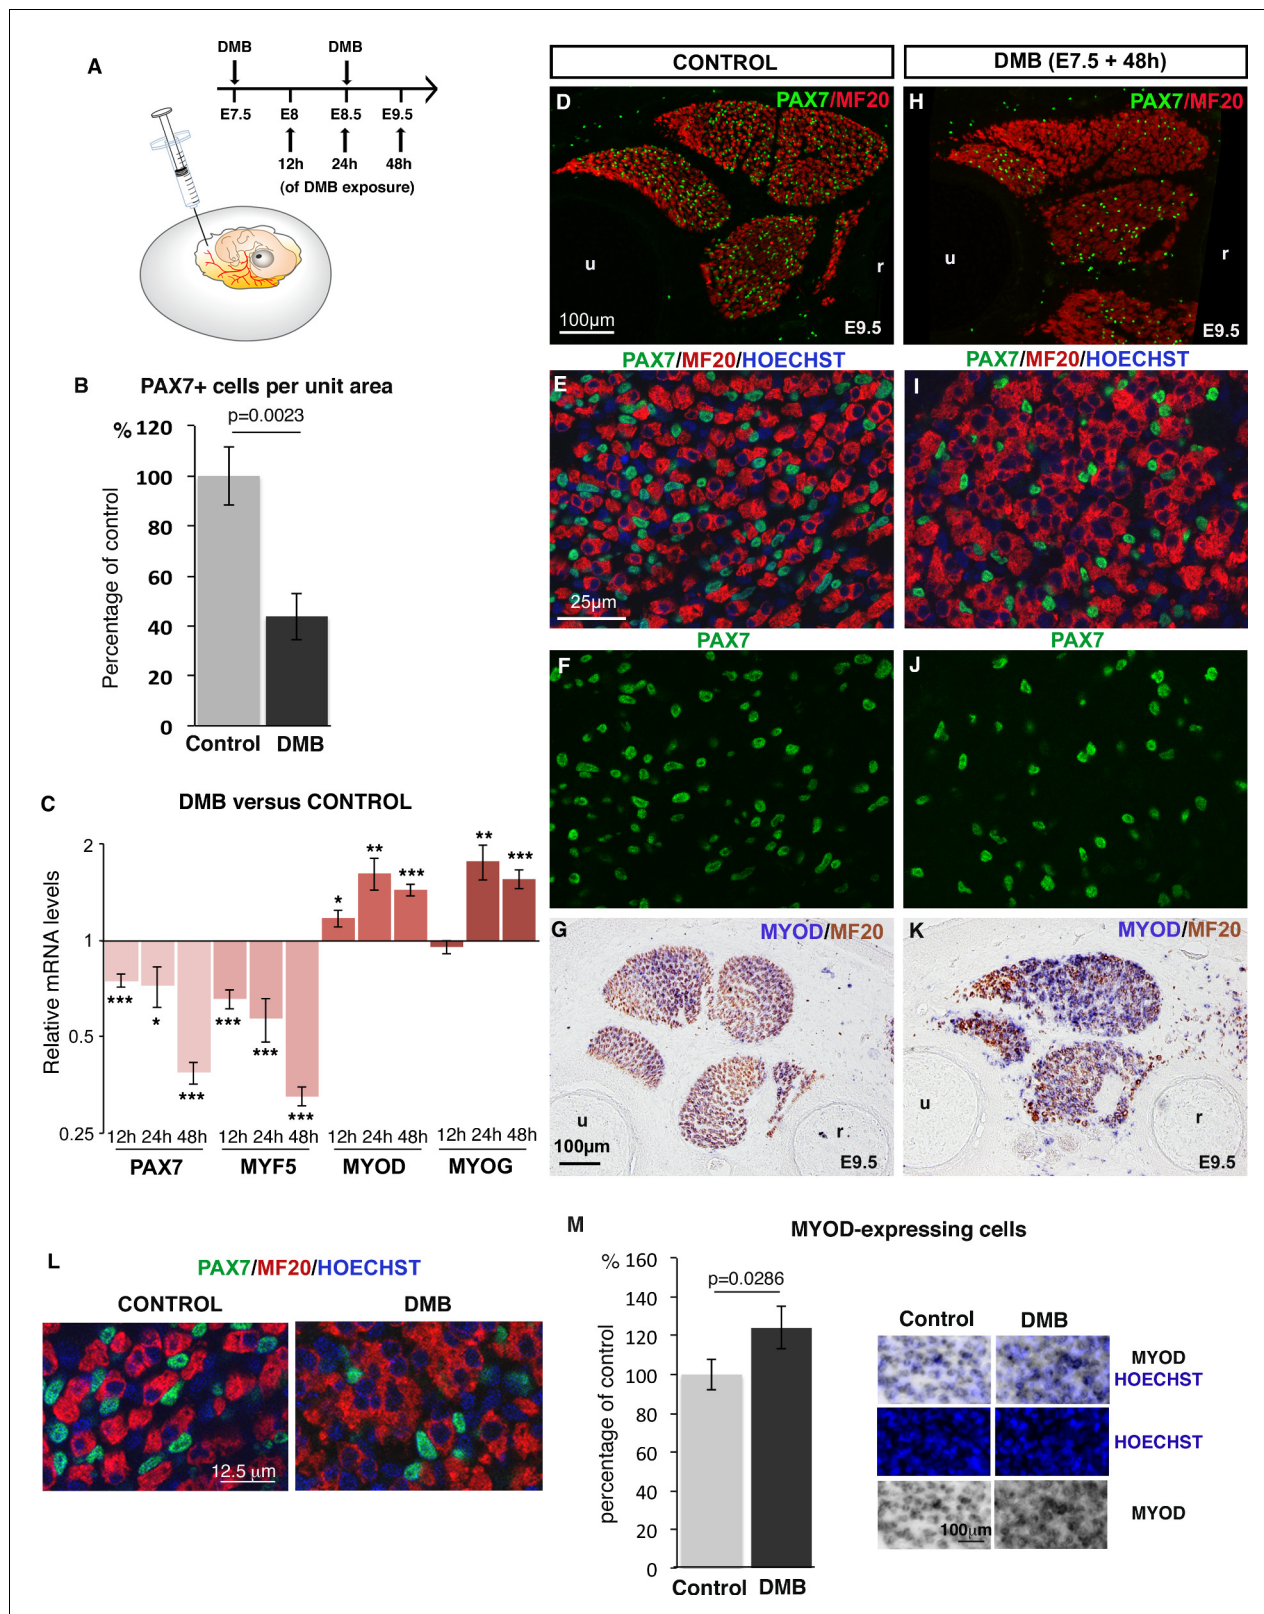 A
DMB DMB
E7.5 E8 E8.5 E9.5
12h 24h 48h
(of DMB exposure)
B
PAX7+ cells per unit area
p=0.0023
%
120
100
80
60
40
20
0
Percentage of control
Control DMB
C
DMB versus CONTROL
Relative mRNA levels
2
1
0.5
0.25
* ** *** ** ***
*** * *** *** *** ***
12h 24h 48h 12h 24h 48h 12h 24h 48h 12h 24h 48h
PAX7 MYF5 MYOD MYOG
CONTROL
DMB (E7.5 + 48h)
D
PAX7/MF20
u
r
100µm
E9.5
H
PAX7/MF20
u
r
E9.5
PAX7/MF20/HOECHST
E
25µm
PAX7/MF20/HOECHST
I
PAX7
F
PAX7
J
G
MYOD/MF20
u
r
100µm
E9.5
K
MYOD/MF20
u
r
E9.5
L
PAX7/MF20/HOECHST
CONTROL
DMB
12.5 µm
M
MYOD-expressing cells
%
160
140
120
100
80
60
40
20
0
percentage of control
p=0.0286
Control DMB
Control DMB
MYOD
HOECHST
HOECHST
MYOD
100µm